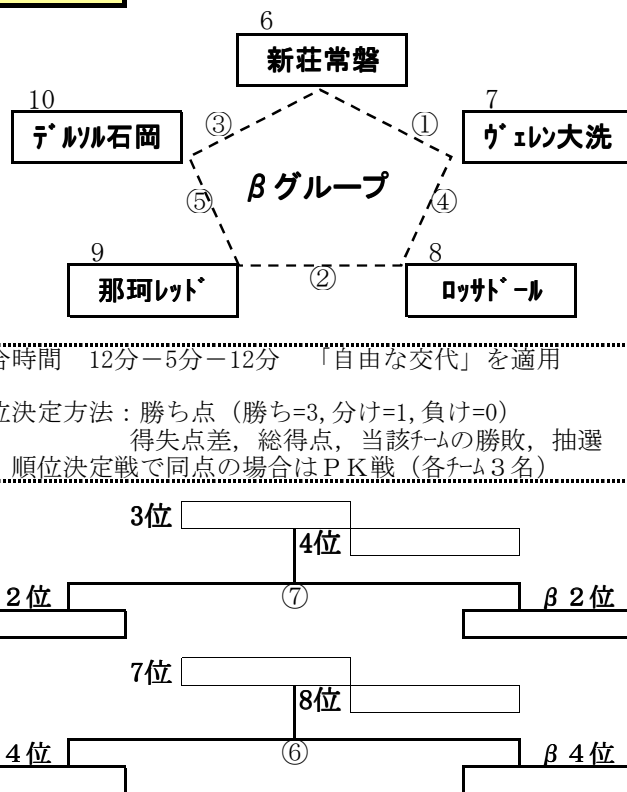 6
新荘常磐
10
7
ﾃﾞﾙｿﾙ石岡
③
①
ｳﾞｪﾚﾝ大洗
βグループ
⑤
④
9
8
②
那珂ﾚｯﾄﾞ
ﾛｯｻﾄﾞｰﾙ
合時間　12分－5分－12分　「自由な交代」を適用
位決定方法：勝ち点（勝ち=3,分け=1,負け=0）
得失点差，総得点，当該ﾁｰﾑの勝敗，抽選
順位決定戦で同点の場合はＰＫ戦（各ﾁｰﾑ３名）
3位
4位
２位
⑦
β２位
7位
8位
４位
⑥
β４位